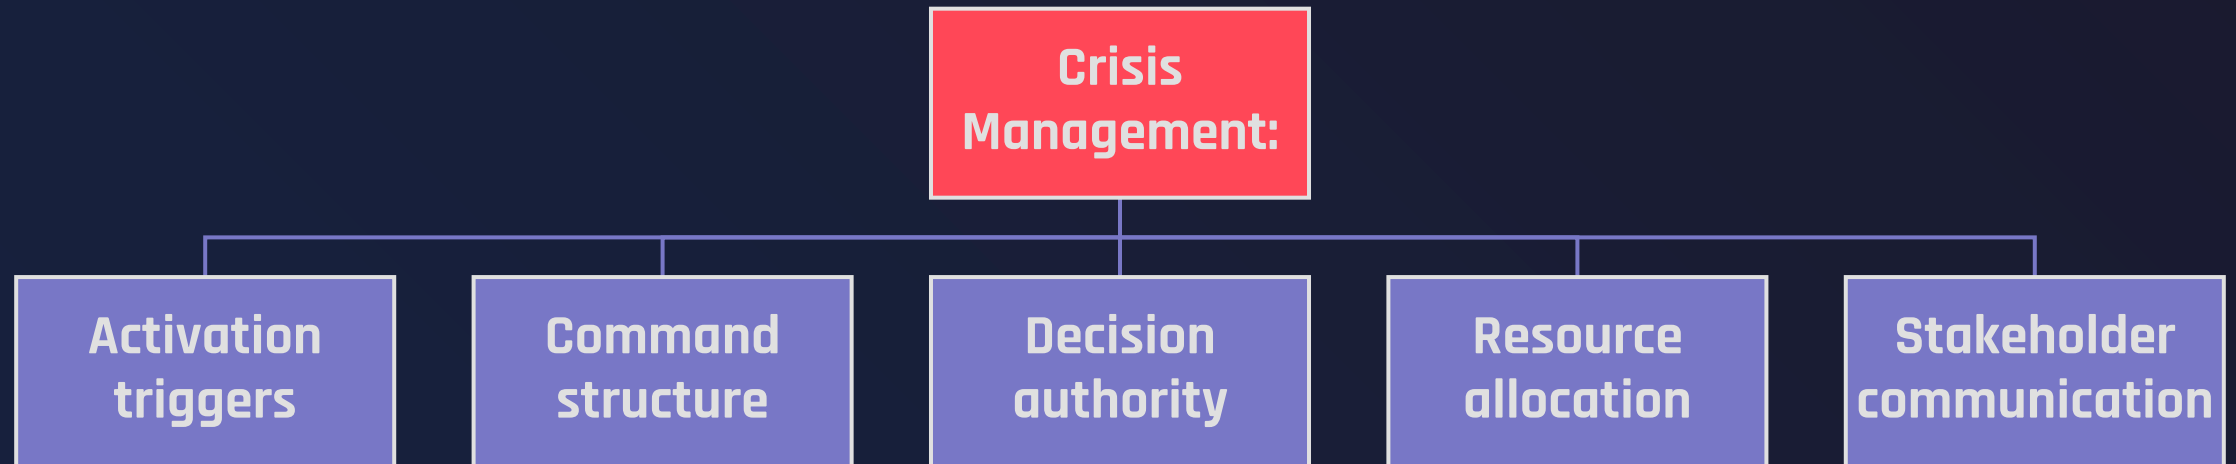 Crisis
Management:
Activation
triggers
Command
structure
Decision
authority
Resource
allocation
Stakeholder
communication